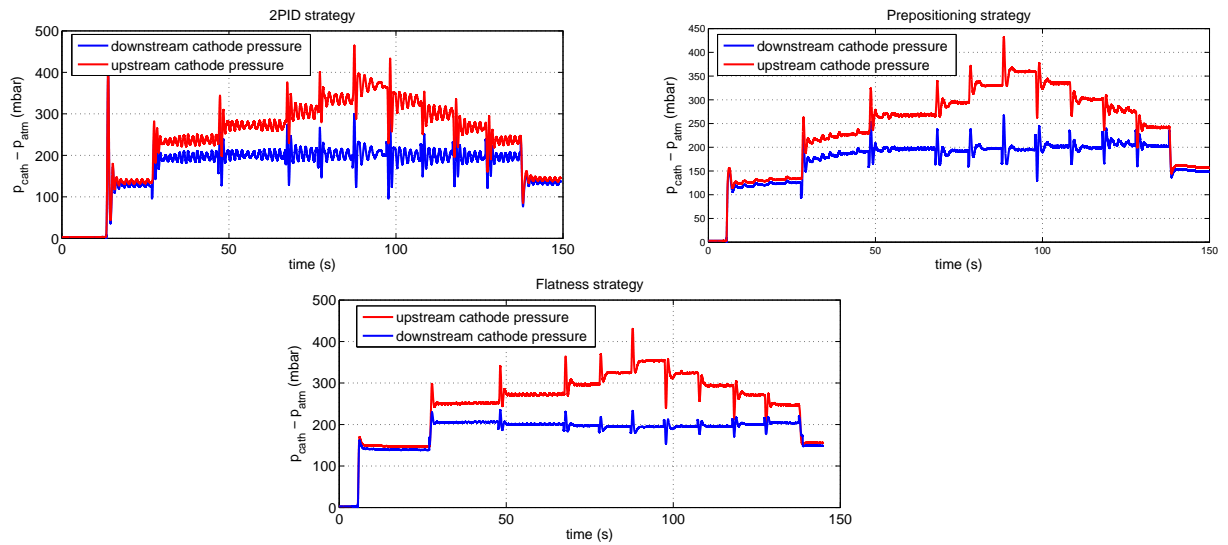 2PID strategy
500
400
300
200
100
0
0
50
100
150
p_cath − p_atm (mbar)
time (s)
downstream cathode pressure
upstream cathode pressure
Prepositioning strategy
450
400
350
300
250
200
150
100
50
0
0
50
100
150
p_cath − p_atm (mbar)
time (s)
downstream cathode pressure
upstream cathode pressure
Flatness strategy
500
400
300
200
100
0
0
50
100
150
p_cath − p_atm (mbar)
time (s)
upstream cathode pressure
downstream cathode pressure